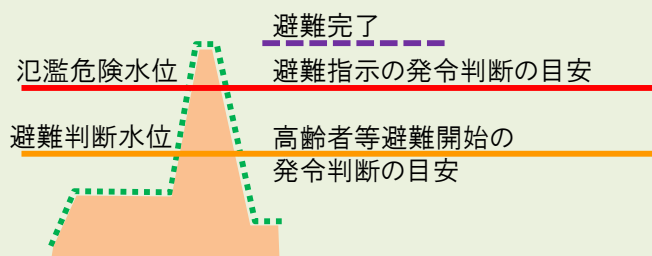 避難完了
氾濫危険水位
避難指示の発令判断の目安
避難判断水位
高齢者等避難開始の
発令判断の目安